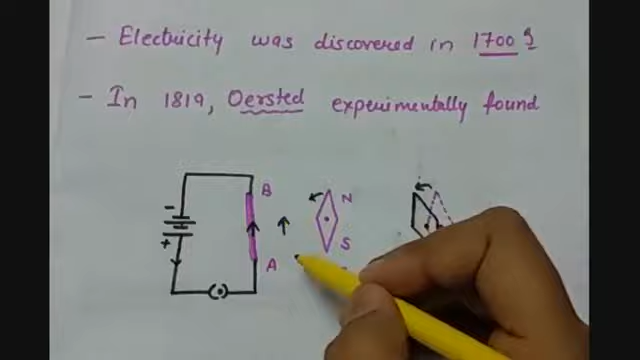 - Electricity was discovered in 1700 s
- In 1819, Oersted experimentally found
B
N
-
+
S
A